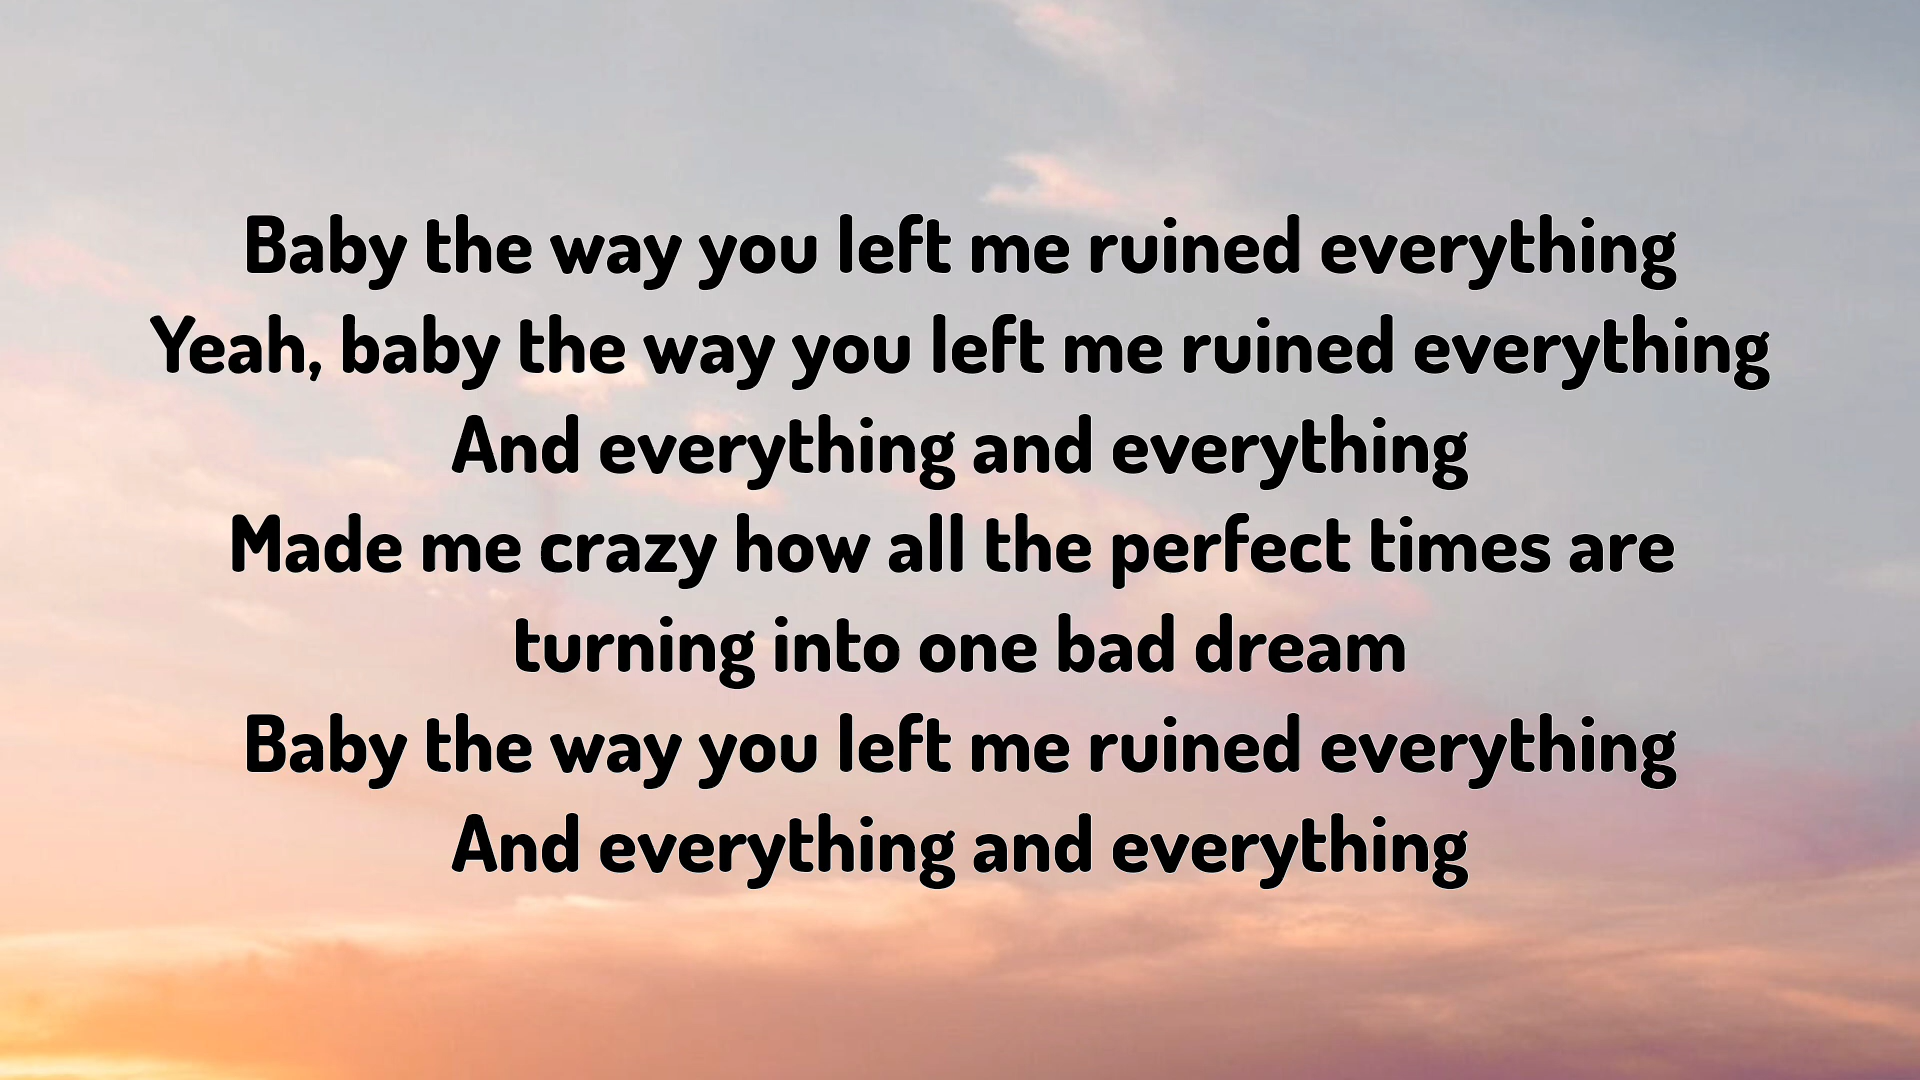 Baby the way you left me ruined everything
Yeah, baby the way you left me ruined everything
And everything and everything
Made me crazy how all the perfect times are
turning into one bad dream
Baby the way you left me ruined everything
And everything and everything